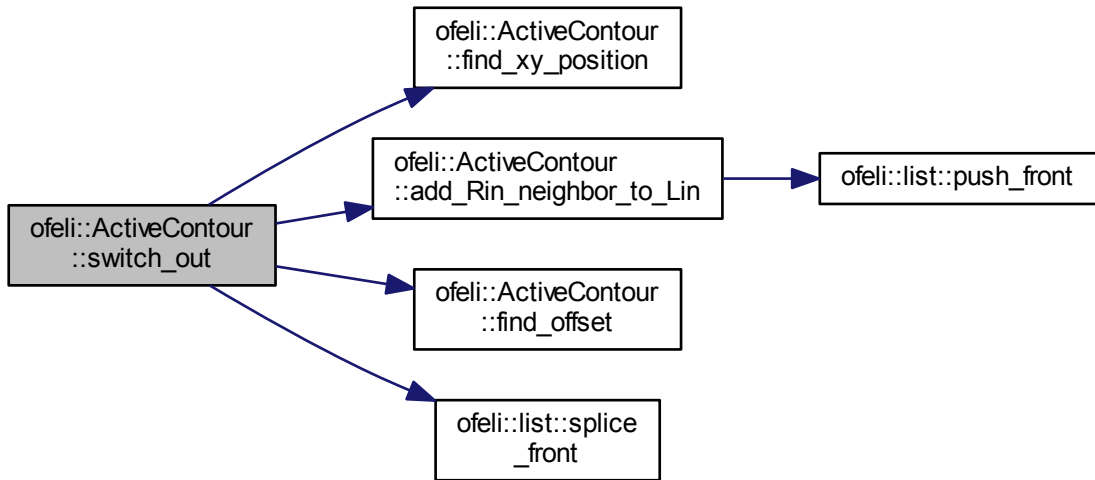 ofeli::ActiveContour
::find_xy_position
ofeli::ActiveContour
::add_Rin_neighbor_to_Lin
ofeli::list::push_front
ofeli::ActiveContour
::switch_out
ofeli::ActiveContour
::find_offset
ofeli::list::splice
_front